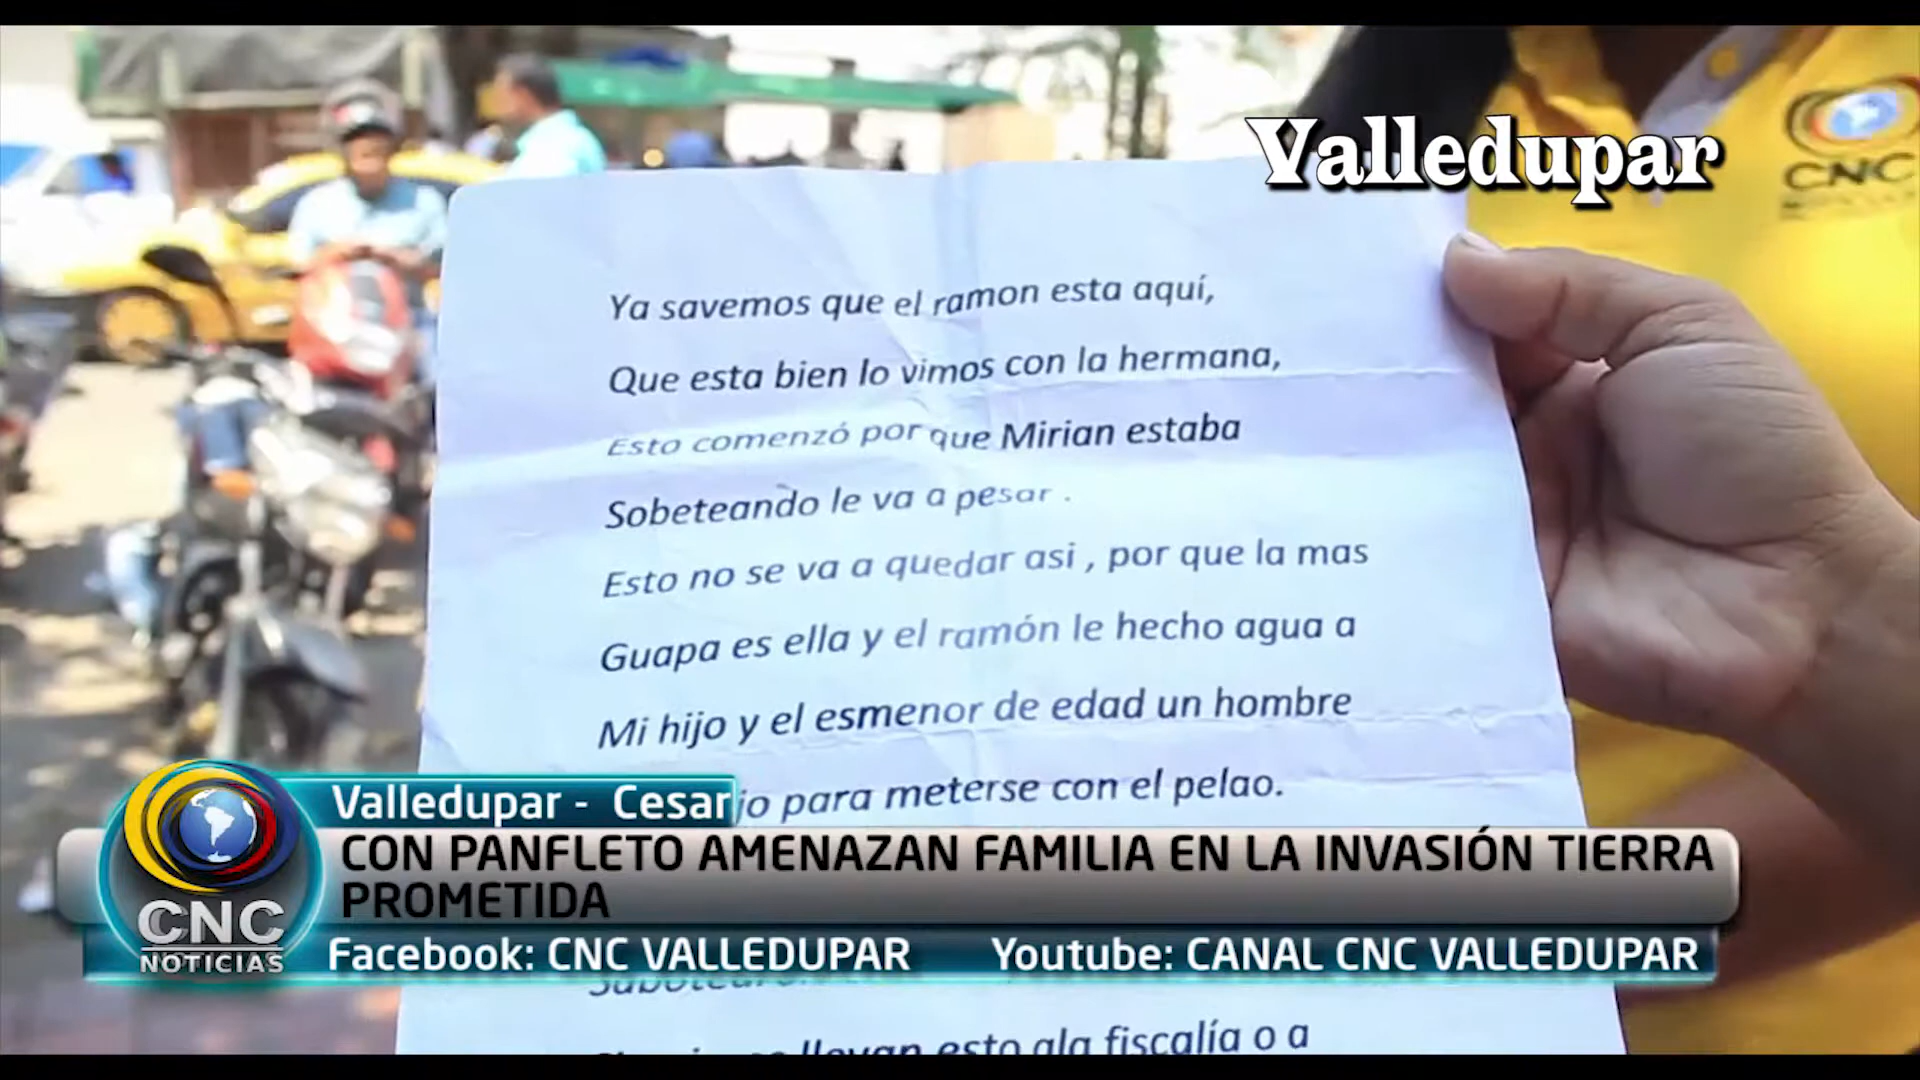 Valledupar
CNC
Ya savemos que el ramon esta aquí,
Que esta bien lo vimos con la hermana,
Esto comenzó por que Mirian estaba
Sobeteando le va a pesar .
Esto no se va a quedar asi , por que la mas
Guapa es ella y el ramón le hecho agua a
Mi hijo y el esmenor de edad un hombre
jo para meterse con el pelao.
Valledupar - Cesar
CON PANFLETO AMENAZAN FAMILIA EN LA INVASIÓN TIERRA
PROMETIDA
CNC
NOTICIAS
Facebook: CNC VALLEDUPAR Youtube: CANAL CNC VALLEDUPAR
llevan esto ala fiscalía o a